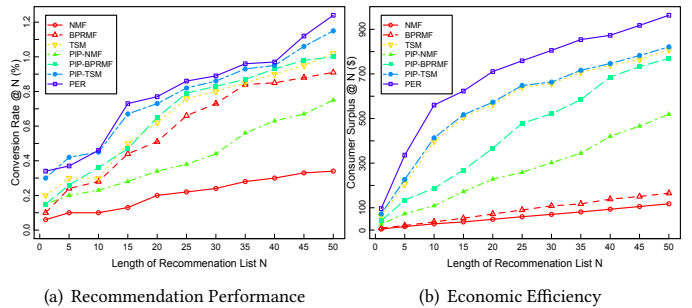 NMF
BPRMF
TSM
PIP-NMF
PIP-BPRMF
PIP-TSM
PER
Conversion Rate @ N (%)
0.0 0.2 0.4 0.6 0.8 1.0 1.2
0 5 10 15 20 25 30 35 40 45 50
Length of Recommenation List N
(a) Recommendation Performance
NMF
BPRMF
TSM
PIP-NMF
PIP-BPRMF
PIP-TSM
PER
Consumer Surplus @ N ($)
0 100 300 500 700 900
0 5 10 15 20 25 30 35 40 45 50
Length of Recommenation List N
(b) Economic Efficiency